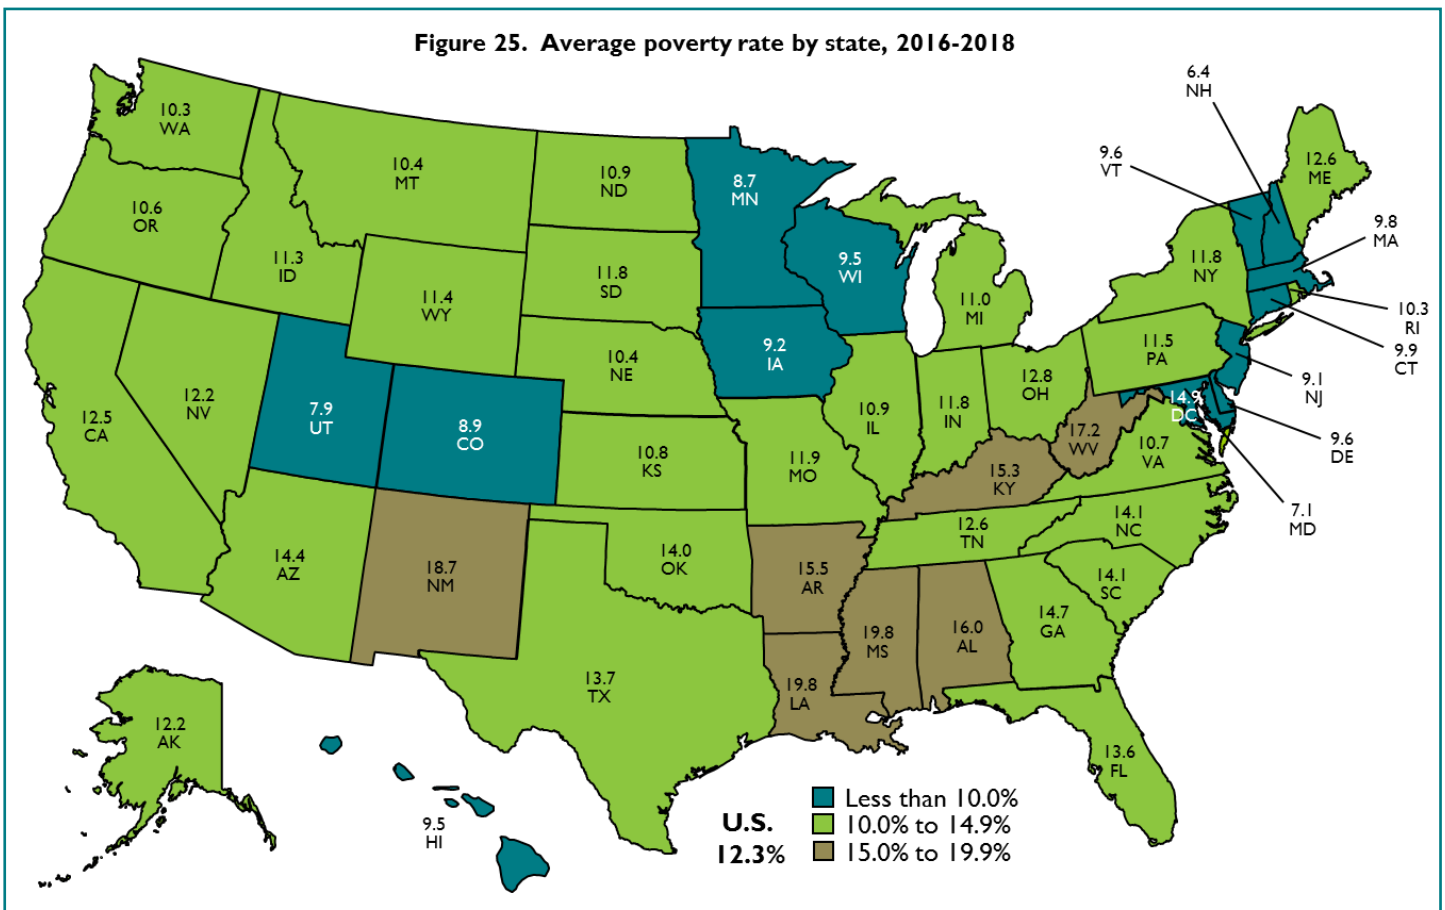 Figure 25.  Average poverty rate by state, 2016-2018
6.4
NH
10.3
WA
9.6
VT
12.6
ME
10.4
MT
10.9
ND
8.7
MN
10.6
OR
9.8
MA
11.3
ID
11.8
SD
9.5
WI
11.8
NY
11.4
WY
11.0
MI
10.3
RI
9.2
IA
11.5
PA
9.9
CT
10.4
NE
12.8
OH
9.1
NJ
12.2
NV
12.5
CA
7.9
UT
8.9
CO
10.9
IL
11.8
IN
14.9
DC
17.2
WV
9.6
DE
10.7
VA
10.8
KS
11.9
MO
15.3
KY
7.1
MD
14.1
NC
12.6
TN
14.4
AZ
18.7
NM
14.0
OK
15.5
AR
14.1
SC
14.7
GA
19.8
MS
16.0
AL
13.7
TX
19.8
LA
12.2
AK
13.6
FL
9.5
HI
U.S.
12.3%
Less than 10.0%
10.0% to 14.9%
15.0% to 19.9%